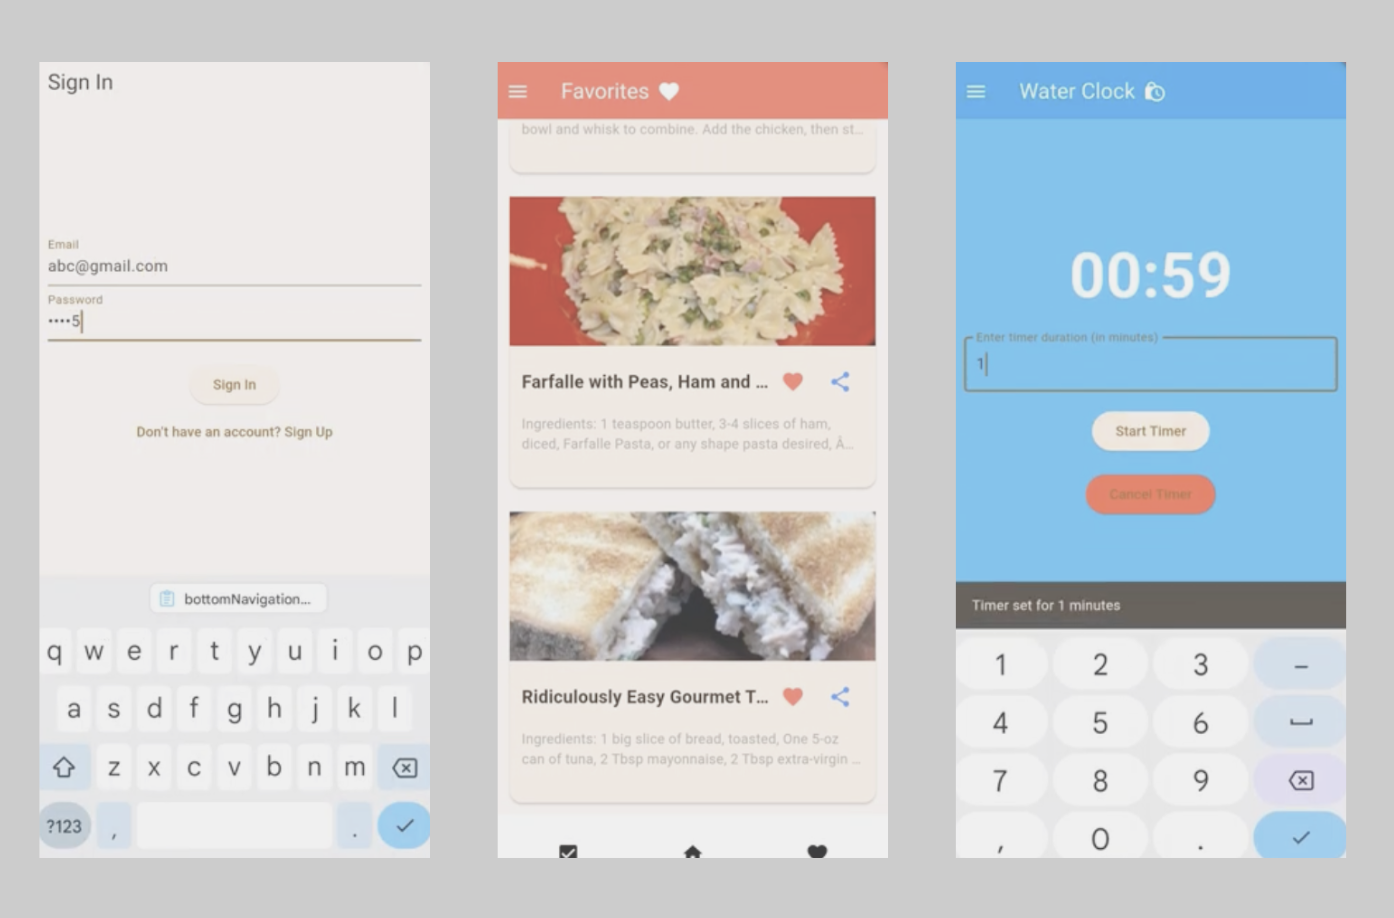 Sign In
Email
abc@gmail.com
Password
••••5
Sign In
Don't have an account? Sign Up
bottomNavigation...
q w e r t y u i o p
a s d f g h j k l
z x c v b n m
?123 , .
Favorites
bowl and whisk to combine. Add the chicken, then st...
Farfalle with Peas, Ham and ...
Ingredients: 1 teaspoon butter, 3-4 slices of ham,
diced, Farfalle Pasta, or any shape pasta desired, Â...
Ridiculously Easy Gourmet T...
Ingredients: 1 big slice of bread, toasted, One 5-oz
can of tuna, 2 Tbsp mayonnaise, 2 Tbsp extra-virgin ...
Water Clock
00:59
Enter timer duration (in minutes)
1
Start Timer
Cancel Timer
Timer set for 1 minutes
1 2 3 –
4 5 6
7 8 9
, 0 .